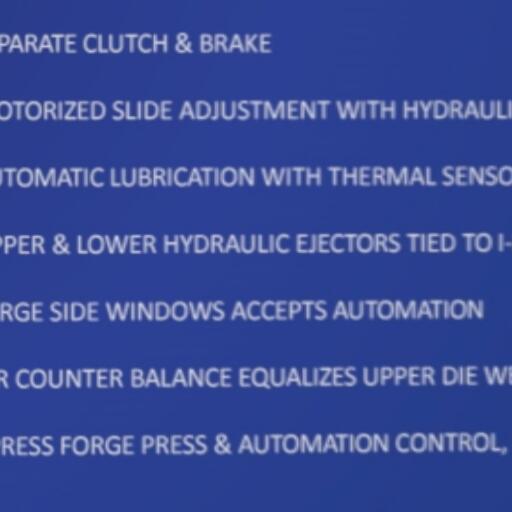 PARATE CLUTCH & BRAKE
OTORIZED SLIDE ADJUSTMENT WITH HYDRAULI
UTOMATIC LUBRICATION WITH THERMAL SENSO
PPER & LOWER HYDRAULIC EJECTORS TIED TO I-
RGE SIDE WINDOWS ACCEPTS AUTOMATION
R COUNTER BALANCE EQUALIZES UPPER DIE WE
PRESS FORGE PRESS & AUTOMATION CONTROL,